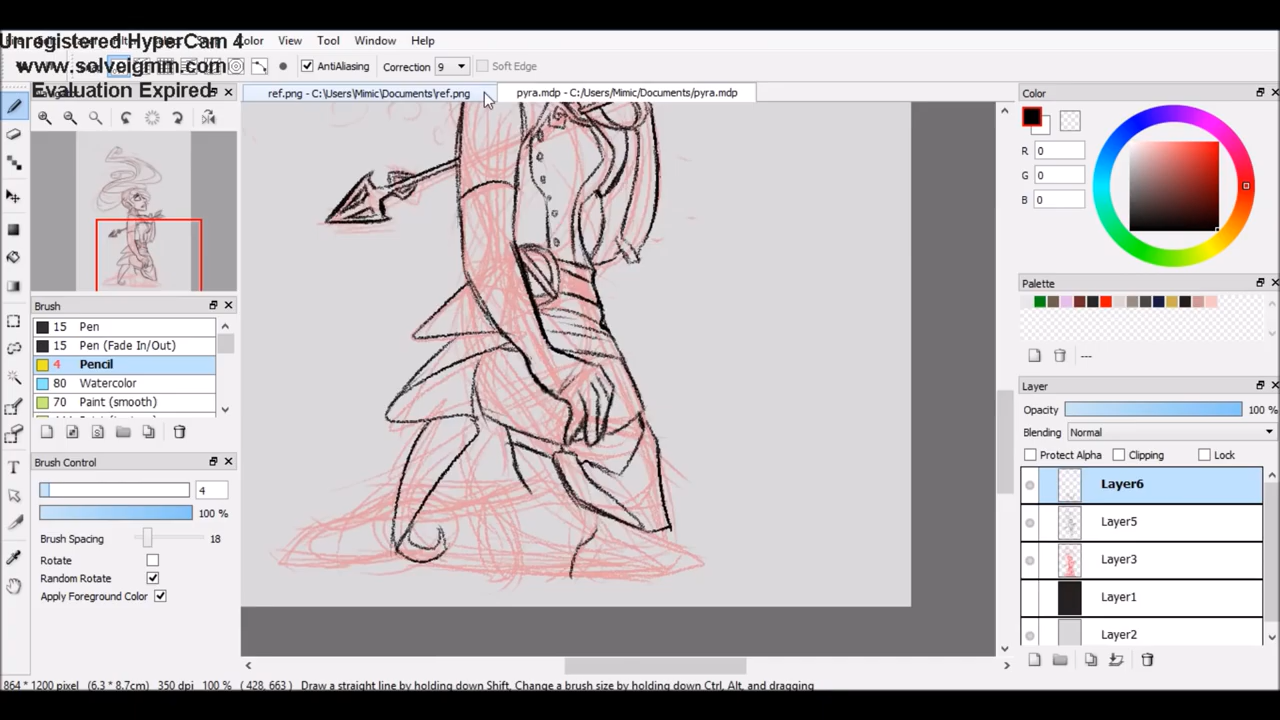 Unregistered HyperCam 4
Color View Tool Window Help
www.solveigmm.com
AntiAliasing Correction 9 Soft Edge
Evaluation Expired
ref.png - C:\Users\Mimic\Documents\ref.png
pyra.mdp - C:/Users/Mimic/Documents/pyra.mdp
Color
R 0
G 0
B 0
Brush
15 Pen
15 Pen (Fade In/Out)
4 Pencil
80 Watercolor
70 Paint (smooth)
Palette
---
Brush Control
4
100 %
Brush Spacing 18
Rotate
Random Rotate
Apply Foreground Color
Layer
Opacity 100 %
Blending Normal
Protect Alpha Clipping Lock
Layer6
Layer5
Layer3
Layer1
Layer2
T
864 * 1200 pixel (6.3 * 8.7cm) 350 dpi 100 % ( 428, 663 ) Draw a straight line by holding down Shift, Change a brush size by holding down Ctrl, Alt, and dragging